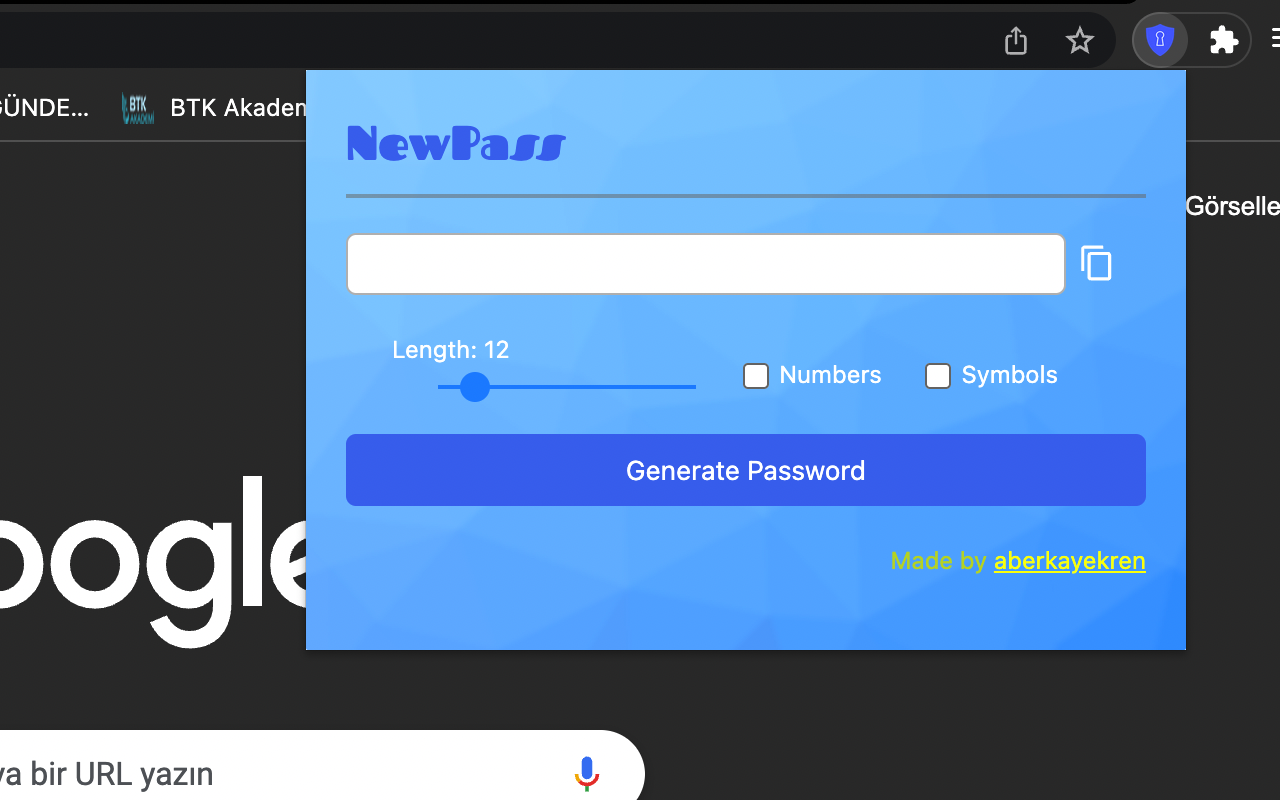 GÜNDE... BTK AKADEMİ BTK Akadem
NewPass
Görselle
Length: 12
Numbers Symbols
Generate Password
oogle
Made by aberkayekren
ya bir URL yazın